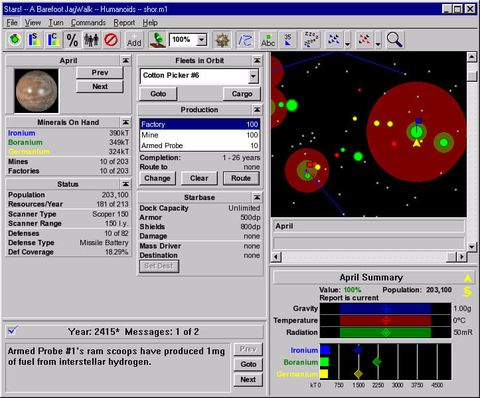 Stars! -- A Barefoot JayWalk -- Humanoids -- shor.m1
File View Turn Commands Report Help
Add 100% Abc
April
Prev
Next
Minerals On Hand
Ironium 390kT
Boranium 349kT
Germanium 324kT
Mines 10 of 203
Factories 10 of 203
Status
Population 203,100
Resources/Year 181 of 213
Scanner Type Scoper 150
Scanner Range 150 l.y.
Defenses 10 of 82
Defense Type Missile Battery
Def Coverage 18.29%
Fleets in Orbit
Cotton Picker #6
Goto Cargo
Production
Factory 100
Mine 100
Armed Probe 10
Completion: 1 - 26 years
Route to none
Change Clear Route
Starbase
Dock Capacity Unlimited
Armor 500dp
Shields 800dp
Damage none
Mass Driver none
Destination none
Set Dest
April
Year: 2415* Messages: 1 of 2
Armed Probe #1's ram scoops have produced 1mg
of fuel from interstellar hydrogen.
Prev
Goto
Next
April Summary
Value: 100% Population: 203,100
Report is current
Gravity 1.00g
Temperature 0°C
Radiation 50mR
Ironium
Boranium
Germanium
kT 0 750 1500 2250 3000 3750 4500